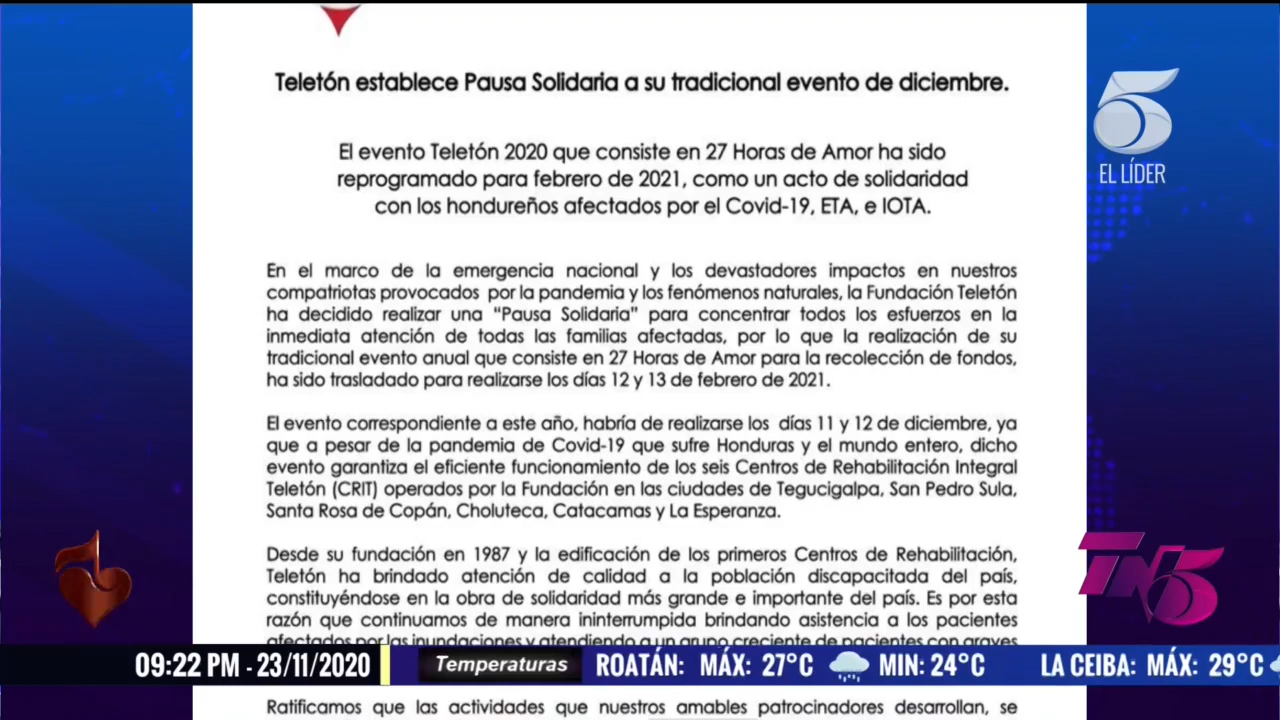 Teletón establece Pausa Solidaria a su tradicional evento de diciembre.
El evento Teletón 2020 que consiste en 27 Horas de Amor ha sido
reprogramado para febrero de 2021, como un acto de solidaridad
con los hondureños afectados por el Covid-19, ETA, e IOTA.
En el marco de la emergencia nacional y los devastadores impactos en nuestros
compatriotas provocados por la pandemia y los fenómenos naturales, la Fundación Teletón
ha decidido realizar una “Pausa Solidaria” para concentrar todos los esfuerzos en la
inmediata atención de todas las familias afectadas, por lo que la realización de su
tradicional evento anual que consiste en 27 Horas de Amor para la recolección de fondos,
ha sido trasladado para realizarse los días 12 y 13 de febrero de 2021.
El evento correspondiente a este año, habría de realizarse los días 11 y 12 de diciembre, ya
que a pesar de la pandemia de Covid-19 que sufre Honduras y el mundo entero, dicho
evento garantiza el eficiente funcionamiento de los seis Centros de Rehabilitación Integral
Teletón (CRIT) operados por la Fundación en las ciudades de Tegucigalpa, San Pedro Sula,
Santa Rosa de Copán, Choluteca, Catacamas y La Esperanza.
Desde su fundación en 1987 y la edificación de los primeros Centros de Rehabilitación,
Teletón ha brindado atención de calidad a la población discapacitada del país,
constituyéndose en la obra de solidaridad más grande e importante del país. Es por esta
razón que continuamos de manera ininterrumpida brindando asistencia a los pacientes
afectados por las inundaciones y atendiendo a un grupo creciente de pacientes con graves
Ratificamos que las actividades que nuestros amables patrocinadores desarrollan, se
5
EL LÍDER
TN5
09:22 PM - 23/11/2020
Temperaturas
ROATÁN: MÁX: 27°C MIN: 24°C
LA CEIBA: MÁX: 29°C